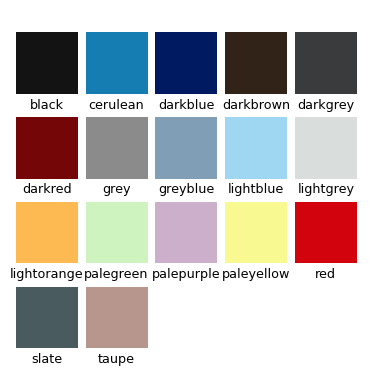 black cerulean darkblue darkbrown darkgrey
darkred grey greyblue lightblue lightgrey
lightorange palegreen palepurple paleyellow red
slate taupe